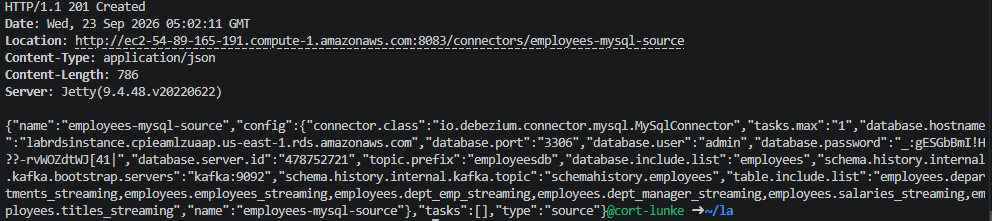 HTTP/1.1 201 Created
Date: Wed, 23 Sep 2026 05:02:11 GMT
Location: http://ec2-54-89-165-191.compute-1.amazonaws.com:8083/connectors/employees-mysql-source
Content-Type: application/json
Content-Length: 786
Server: Jetty(9.4.48.v20220622)
{"name":"employees-mysql-source","config":{"connector.class":"io.debezium.connector.mysql.MySqlConnector","tasks.max":"1","database.hostname
":"labrdsinstance.cpieamlzuaap.us-east-1.rds.amazonaws.com","database.port":"3306","database.user":"admin","database.password":"_:gESGbBmI!H
??-rvWOZdtWJ[41|","database.server.id":"478752721","topic.prefix":"employeesdb","database.include.list":"employees","schema.history.internal
.kafka.bootstrap.servers":"kafka:9092","schema.history.internal.kafka.topic":"schemahistory.employees","table.include.list":"employees.depar
tments_streaming,employees.employees_streaming,employees.dept_emp_streaming,employees.dept_manager_streaming,employees.salaries_streaming,em
ployees.titles_streaming","name":"employees-mysql-source"},"tasks":[],"type":"source"}@cort-lunke ➜~/la